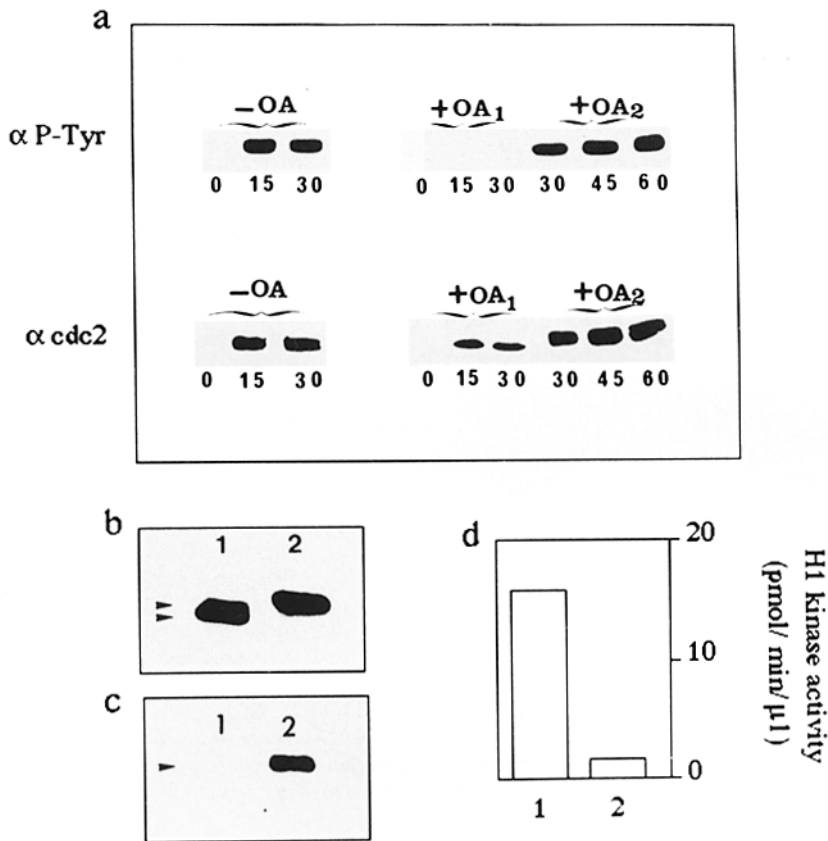 a
–OA +OA1 +OA2
α P-Tyr
0 15 30 0 15 30 30 45 60
–OA +OA1 +OA2
α cdc2
0 15 30 0 15 30 30 45 60
b
1 2
c
1 2
d
20
10
0
1 2
H1 kinase activity
(pmol/ min/ μl)